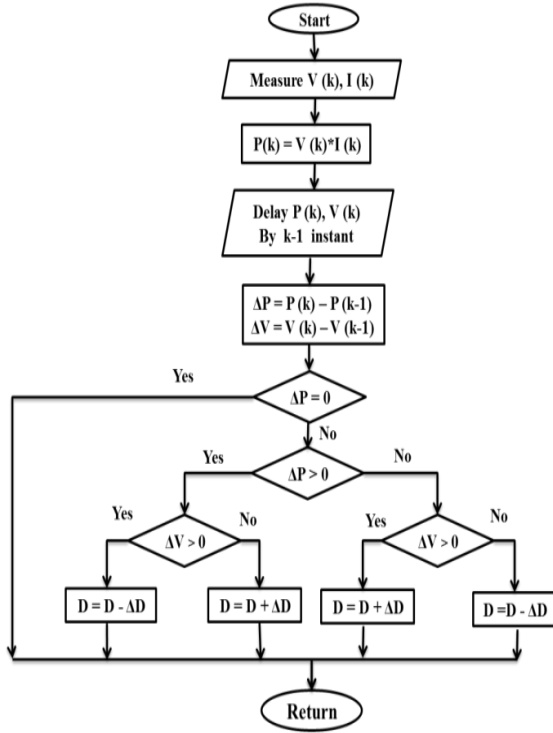 Start
Measure V (k), I (k)
P(k) = V (k)*I (k)
Delay P (k), V (k)
By k-1 instant
ΔP = P (k) – P (k-1)
ΔV = V (k) – V (k-1)
Yes
ΔP = 0
No
Yes
ΔP > 0
No
Yes
ΔV > 0
No
Yes
ΔV > 0
No
D = D - ΔD
D = D + ΔD
D = D + ΔD
D =D - ΔD
Return